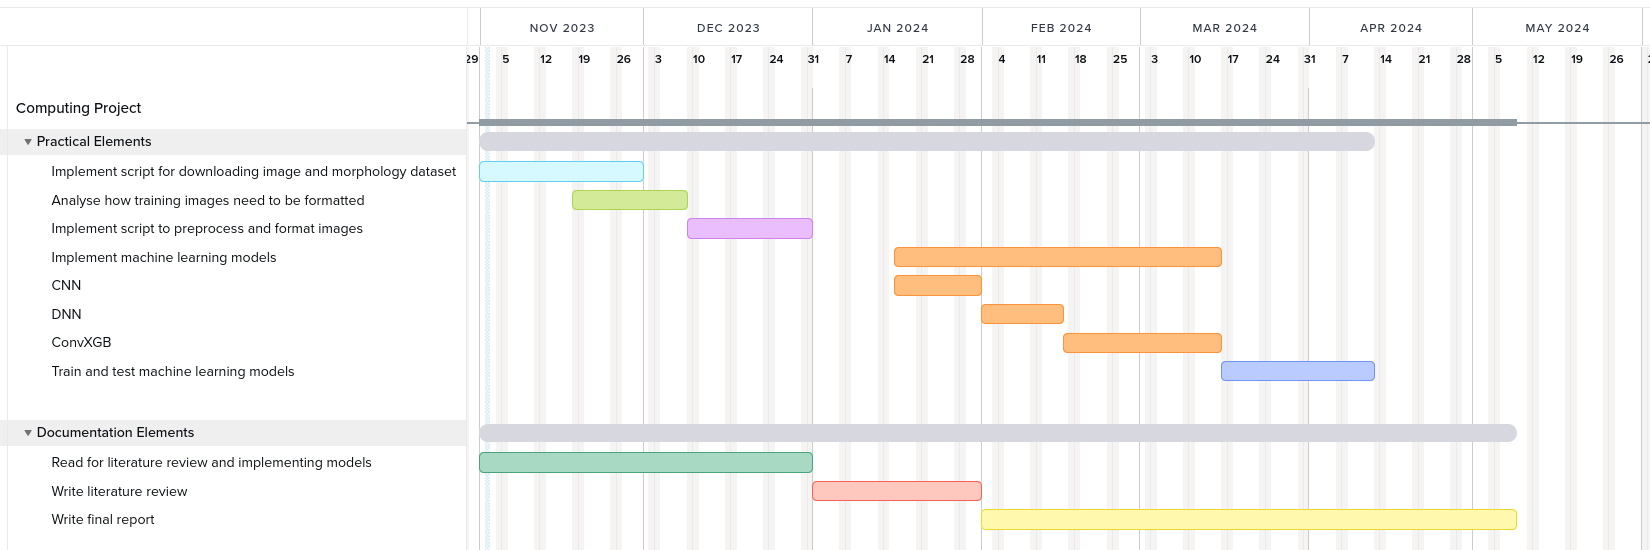 NOV 2023 DEC 2023 JAN 2024 FEB 2024 MAR 2024 APR 2024 MAY 2024
29 5 12 19 26 3 10 17 24 31 7 14 21 28 4 11 18 25 3 10 17 24 31 7 14 21 28 5 12 19 26
Computing Project
Practical Elements
Implement script for downloading image and morphology dataset
Analyse how training images need to be formatted
Implement script to preprocess and format images
Implement machine learning models
CNN
DNN
ConvXGB
Train and test machine learning models
Documentation Elements
Read for literature review and implementing models
Write literature review
Write final report